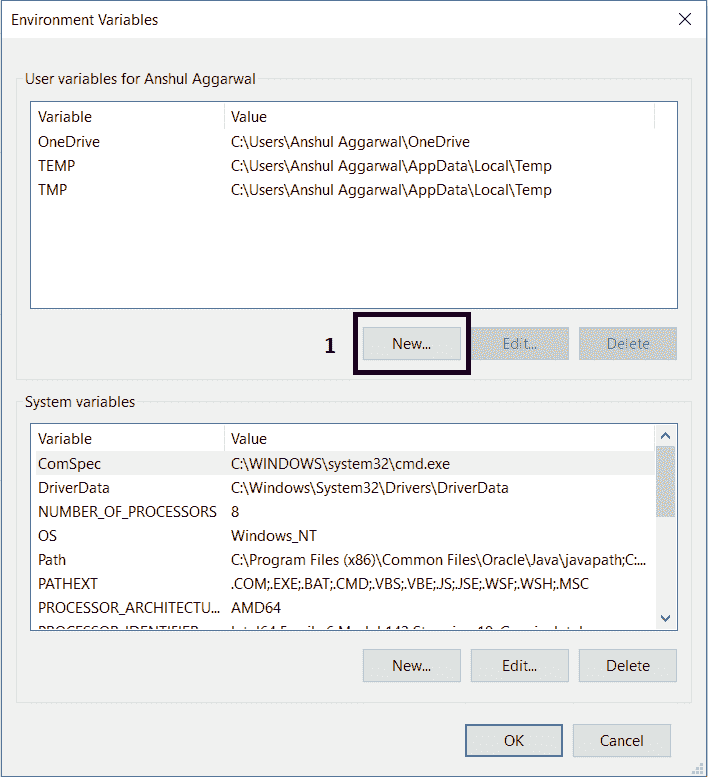 Environment Variables
User variables for Anshul Aggarwal
Variable Value
OneDrive C:\Users\Anshul Aggarwal\OneDrive
TEMP C:\Users\Anshul Aggarwal\AppData\Local\Temp
TMP C:\Users\Anshul Aggarwal\AppData\Local\Temp
1 New... Edit... Delete
System variables
Variable Value
ComSpec C:\WINDOWS\system32\cmd.exe
DriverData C:\Windows\System32\Drivers\DriverData
NUMBER_OF_PROCESSORS 8
OS Windows_NT
Path C:\Program Files (x86)\Common Files\Oracle\Java\javapath;C:...
PATHEXT .COM;.EXE;.BAT;.CMD;.VBS;.VBE;.JS;.JSE;.WSF;.WSH;.MSC
PROCESSOR_ARCHITECTU... AMD64
New... Edit... Delete
OK Cancel